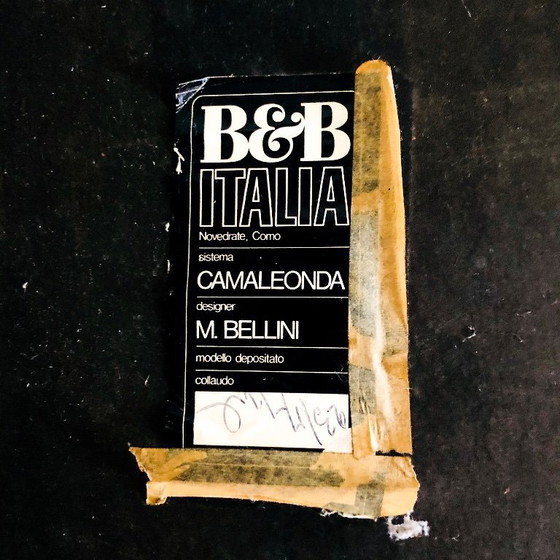 B&B
ITALIA
Novedrate, Como
sistema
CAMALEONDA
designer
M. BELLINI
modello depositato
collaudo